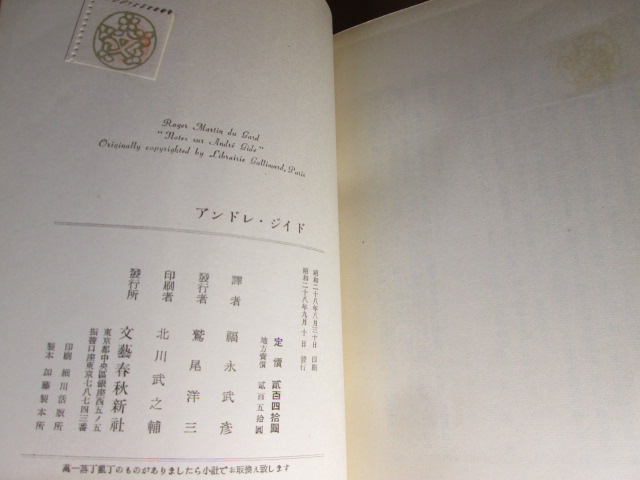 Roger Martin du Gard
"Notes sur André Gide"
Originally copyrighted by Librairie Gallimard, Paris
アンドレ・ジイド
昭和二十八年八月三十日 印刷
昭和二十八年九月十日 發行
定價 貳百四拾圓
地方賣價 貳百五拾圓
譯者 福永武彦
發行者 鷲尾洋三
印刷者 北川武之輔
發行所 文藝春秋新社
東京都中央區銀座西五ノ五
振替口座東京七八七四三番
印刷 細川活版所
製本 加藤製本所
萬一落丁亂丁のものがありましたら小社でお取換え致します